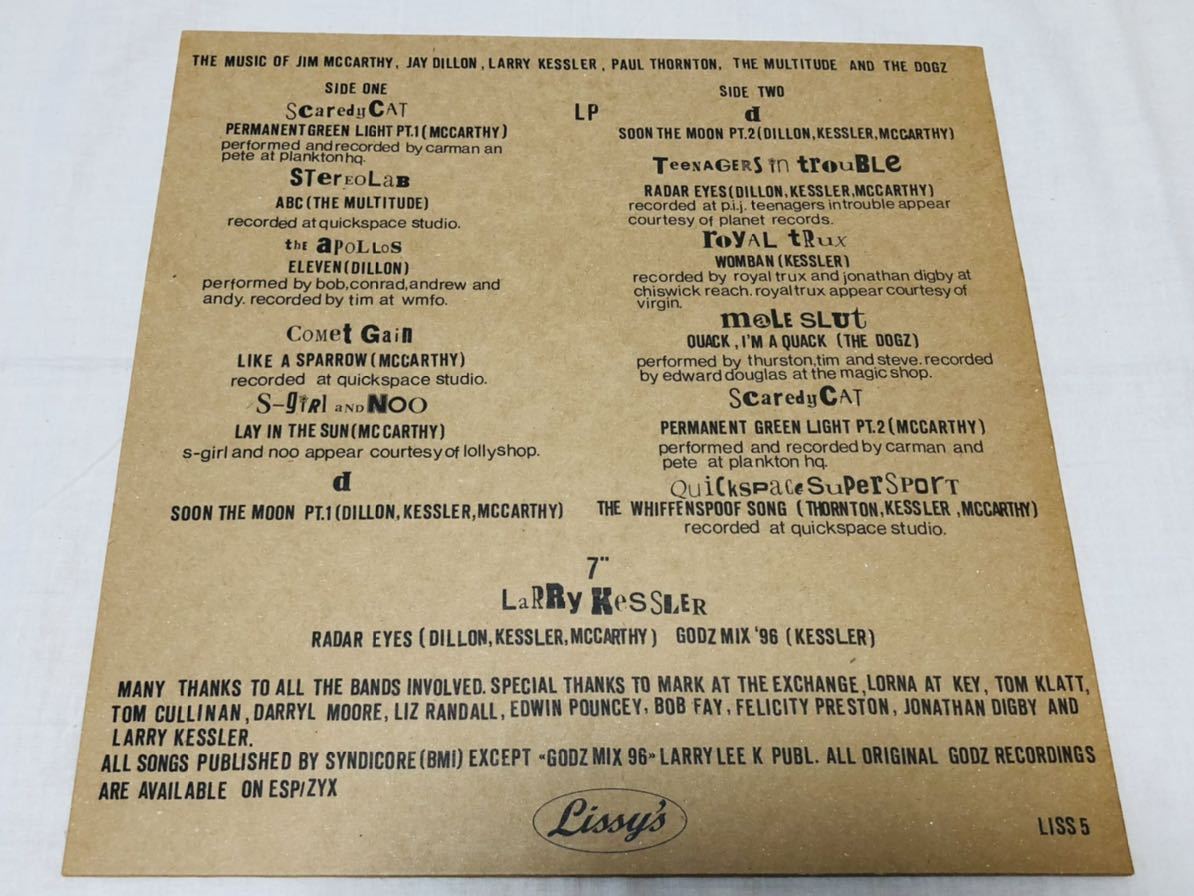 THE MUSIC OF JIM MCCARTHY, JAY DILLON, LARRY KESSLER, PAUL THORNTON, THE MULTITUDE AND THE DOGZ
SIDE ONE
ScaredyCAT
PERMANENT GREEN LIGHT PT.1 (MCCARTHY)
performed and recorded by carman an
pete at plankton hq.
STereoLaB
ABC (THE MULTITUDE)
recorded at quickspace studio.
the APOLLOS
ELEVEN (DILLON)
performed by bob, conrad, andrew and
andy. recorded by tim at wmfo.
Comet Gain
LIKE A SPARROW (MCCARTHY)
recorded at quickspace studio.
S-giRl aND NOO
LAY IN THE SUN (MC CARTHY)
s-girl and noo appear courtesy of lollyshop.
d
SOON THE MOON PT.1 (DILLON, KESSLER, MCCARTHY)
LP
SIDE TWO
d
SOON THE MOON PT.2 (DILLON, KESSLER, MCCARTHY)
TeeNAGERS in trouBLE
RADAR EYES (DILLON, KESSLER, MCCARTHY)
recorded at p.i.j. teenagers introuble appear
courtesy of planet records.
royAL tRux
WOMBAN (KESSLER)
recorded by royal trux and jonathan digby at
chiswick reach. royal trux appear courtesy of
virgin.
male SLUt
OUACK, I'M A QUACK (THE DOGZ)
performed by thurston, tim and steve. recorded
by edward douglas at the magic shop.
ScaredyCAT
PERMANENT GREEN LIGHT PT.2 (MCCARTHY)
performed and recorded by carman and
pete at plankton hq.
QuickspaceSuPerSporT
THE WHIFFENSPOOF SONG (THORNTON, KESSLER, MCCARTHY)
recorded at quickspace studio.
7"
LaRRy KesSLER
RADAR EYES (DILLON, KESSLER, MCCARTHY) GODZ MIX '96 (KESSLER)
MANY THANKS TO ALL THE BANDS INVOLVED. SPECIAL THANKS TO MARK AT THE EXCHANGE, LORNA AT KEY, TOM KLATT,
TOM CULLINAN, DARRYL MOORE, LIZ RANDALL, EDWIN POUNCEY, BOB FAY, FELICITY PRESTON, JONATHAN DIGBY AND
LARRY KESSLER.
ALL SONGS PUBLISHED BY SYNDICORE (BMi) EXCEPT «GODZ MIX 96» LARRY LEE K PUBL. ALL ORIGINAL GODZ RECORDINGS
ARE AVAILABLE ON ESP/ZYX
Lissy's
LISS 5